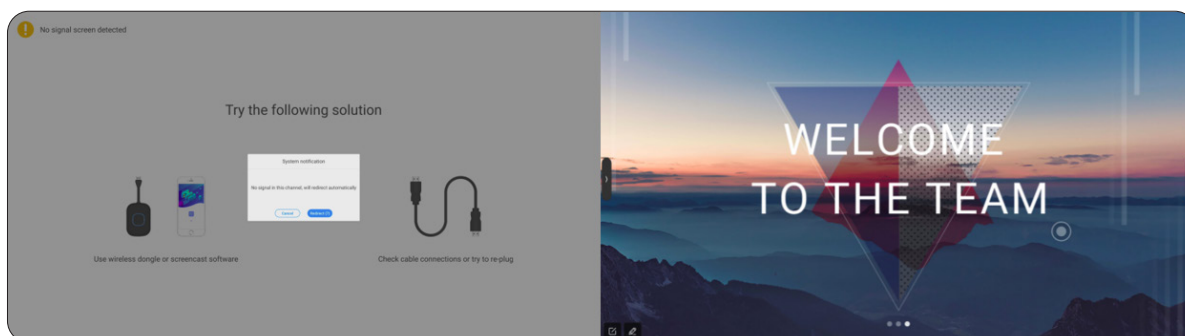 No signal screen detected
Try the following solution
System notification
No signal in this channel, will redirect automatically
Cancel
Use wireless dongle or screencast software
Check cable connections or try to re-plug
WELCOME
TO THE TEAM